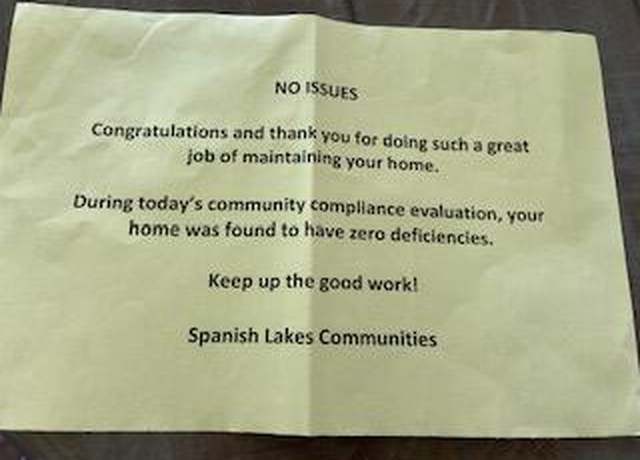 NO ISSUES
Congratulations and thank you for doing such a great
job of maintaining your home.
During today's community compliance evaluation, your
home was found to have zero deficiencies.
Keep up the good work!
Spanish Lakes Communities